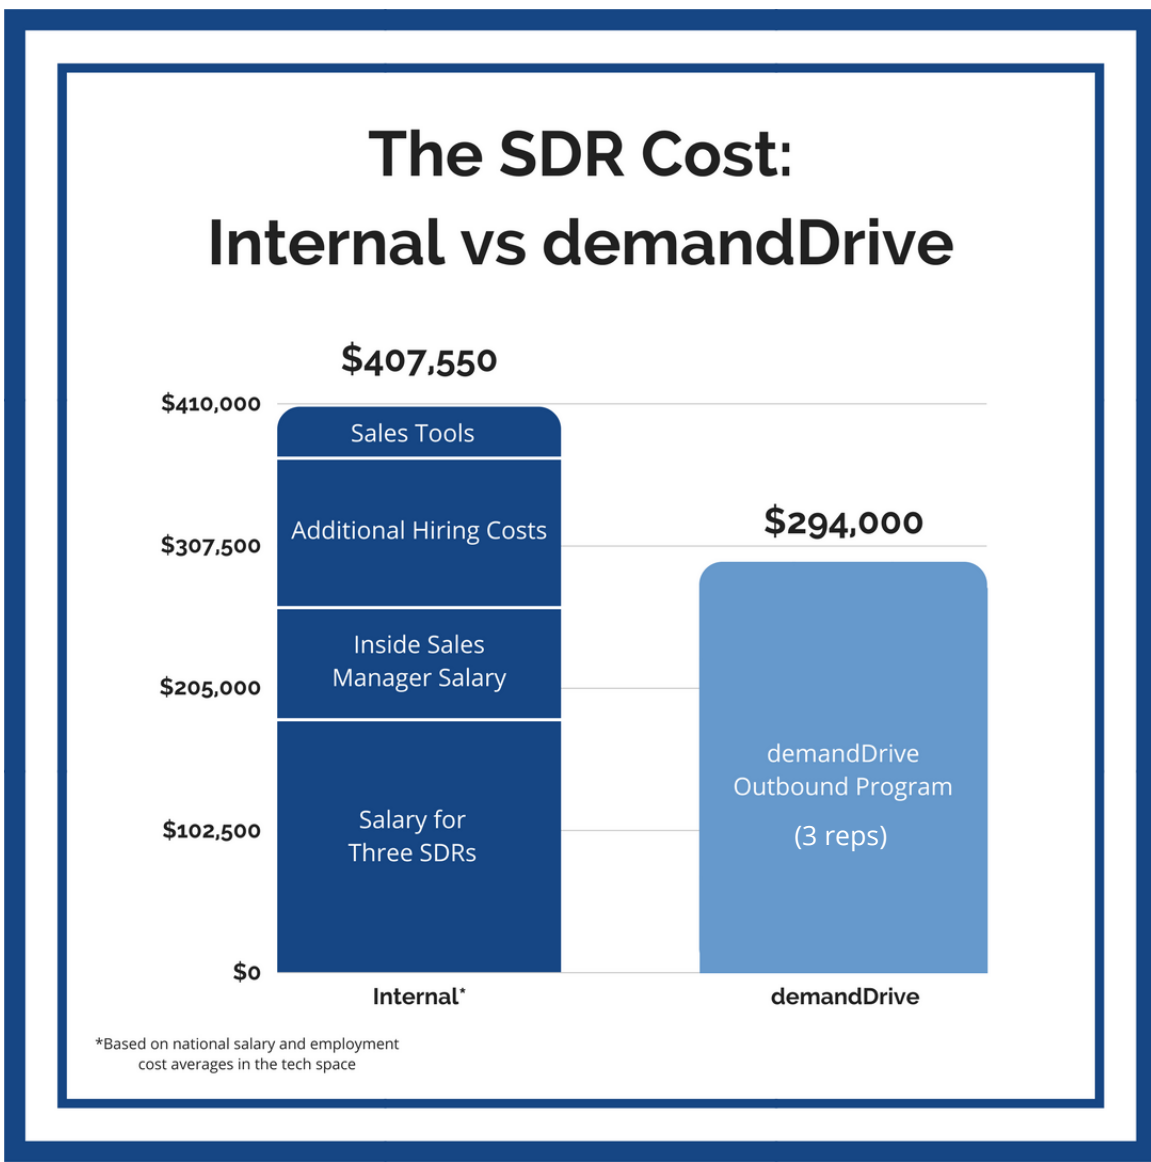 The SDR Cost:
Internal vs demandDrive
$407,550
$410,000
Sales Tools
Additional Hiring Costs
$294,000
$307,500
Inside Sales
Manager Salary
$205,000
demandDrive
Outbound Program
(3 reps)
$102,500
Salary for
Three SDRs
$0
Internal*
demandDrive
*Based on national salary and employment
cost averages in the tech space